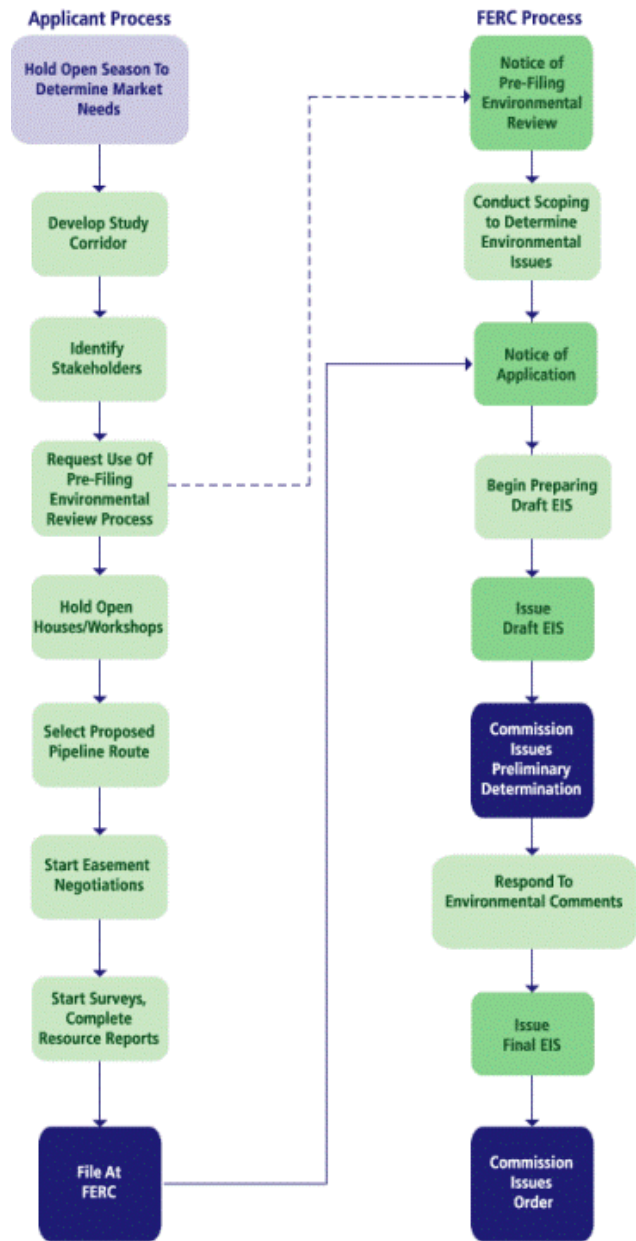 Applicant Process
Hold Open Season To
Determine Market
Needs
Develop Study
Corridor
Identify
Stakeholders
Request Use Of
Pre-Filing
Environmental
Review Process
Hold Open
Houses/Workshops
Select Proposed
Pipeline Route
Start Easement
Negotiations
Start Surveys,
Complete
Resource Reports
File At
FERC
FERC Process
Notice of
Pre-Filing
Environmental
Review
Conduct Scoping
to Determine
Environmental
Issues
Notice of
Application
Begin Preparing
Draft EIS
Issue
Draft EIS
Commission
Issues
Preliminary
Determination
Respond To
Environmental Comments
Issue
Final EIS
Commission
Issues
Order